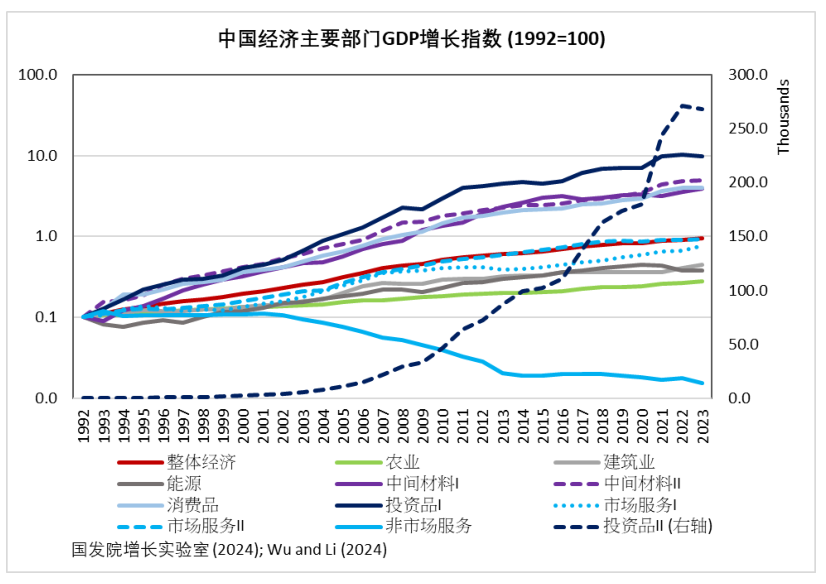 中国经济主要部门GDP增长指数 (1992=100)
100.0
10.0
1.0
0.1
0.0
300.0
250.0
200.0
150.0
100.0
50.0
0.0
Thousands
1992 1993 1994 1995 1996 1997 1998 1999 2000 2001 2002 2003 2004 2005 2006 2007 2008 2009 2010 2011 2012 2013 2014 2015 2016 2017 2018 2019 2020 2021 2022 2023
整体经济 农业 建筑业
能源 中间材料I 中间材料II
消费品 投资品I 市场服务I
市场服务II 非市场服务 投资品II (右轴)
国发院增长实验室 (2024); Wu and Li (2024)